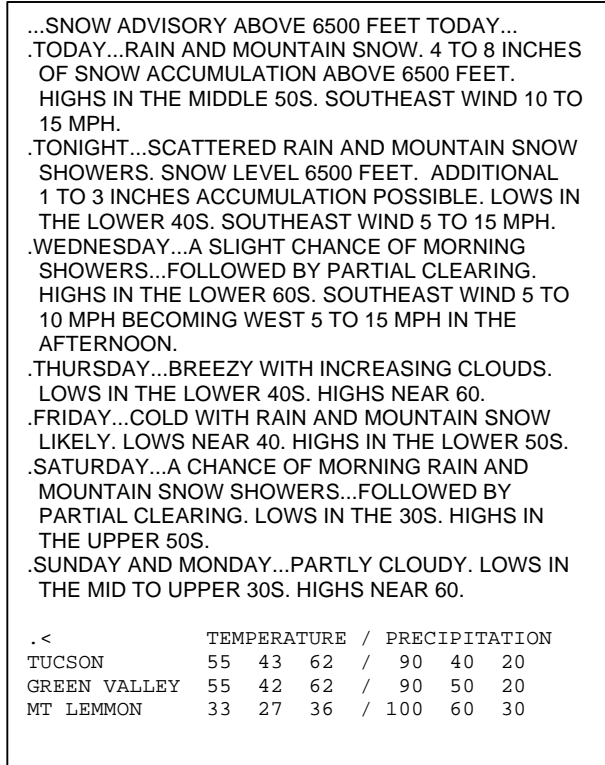 ...SNOW ADVISORY ABOVE 6500 FEET TODAY...
.TODAY...RAIN AND MOUNTAIN SNOW. 4 TO 8 INCHES
OF SNOW ACCUMULATION ABOVE 6500 FEET.
HIGHS IN THE MIDDLE 50S. SOUTHEAST WIND 10 TO
15 MPH.
.TONIGHT...SCATTERED RAIN AND MOUNTAIN SNOW
SHOWERS. SNOW LEVEL 6500 FEET.  ADDITIONAL
1 TO 3 INCHES ACCUMULATION POSSIBLE. LOWS IN
THE LOWER 40S. SOUTHEAST WIND 5 TO 15 MPH.
.WEDNESDAY...A SLIGHT CHANCE OF MORNING
SHOWERS...FOLLOWED BY PARTIAL CLEARING.
HIGHS IN THE LOWER 60S. SOUTHEAST WIND 5 TO
10 MPH BECOMING WEST 5 TO 15 MPH IN THE
AFTERNOON.
.THURSDAY...BREEZY WITH INCREASING CLOUDS.
LOWS IN THE LOWER 40S. HIGHS NEAR 60.
.FRIDAY...COLD WITH RAIN AND MOUNTAIN SNOW
LIKELY. LOWS NEAR 40. HIGHS IN THE LOWER 50S.
.SATURDAY...A CHANCE OF MORNING RAIN AND
MOUNTAIN SNOW SHOWERS...FOLLOWED BY
PARTIAL CLEARING. LOWS IN THE 30S. HIGHS IN
THE UPPER 50S.
.SUNDAY AND MONDAY...PARTLY CLOUDY. LOWS IN
THE MID TO UPPER 30S. HIGHS NEAR 60.
.<            TEMPERATURE / PRECIPITATION
TUCSON        55  43  62  /  90  40  20
GREEN VALLEY  55  42  62  /  90  50  20
MT LEMMON     33  27  36  / 100  60  30